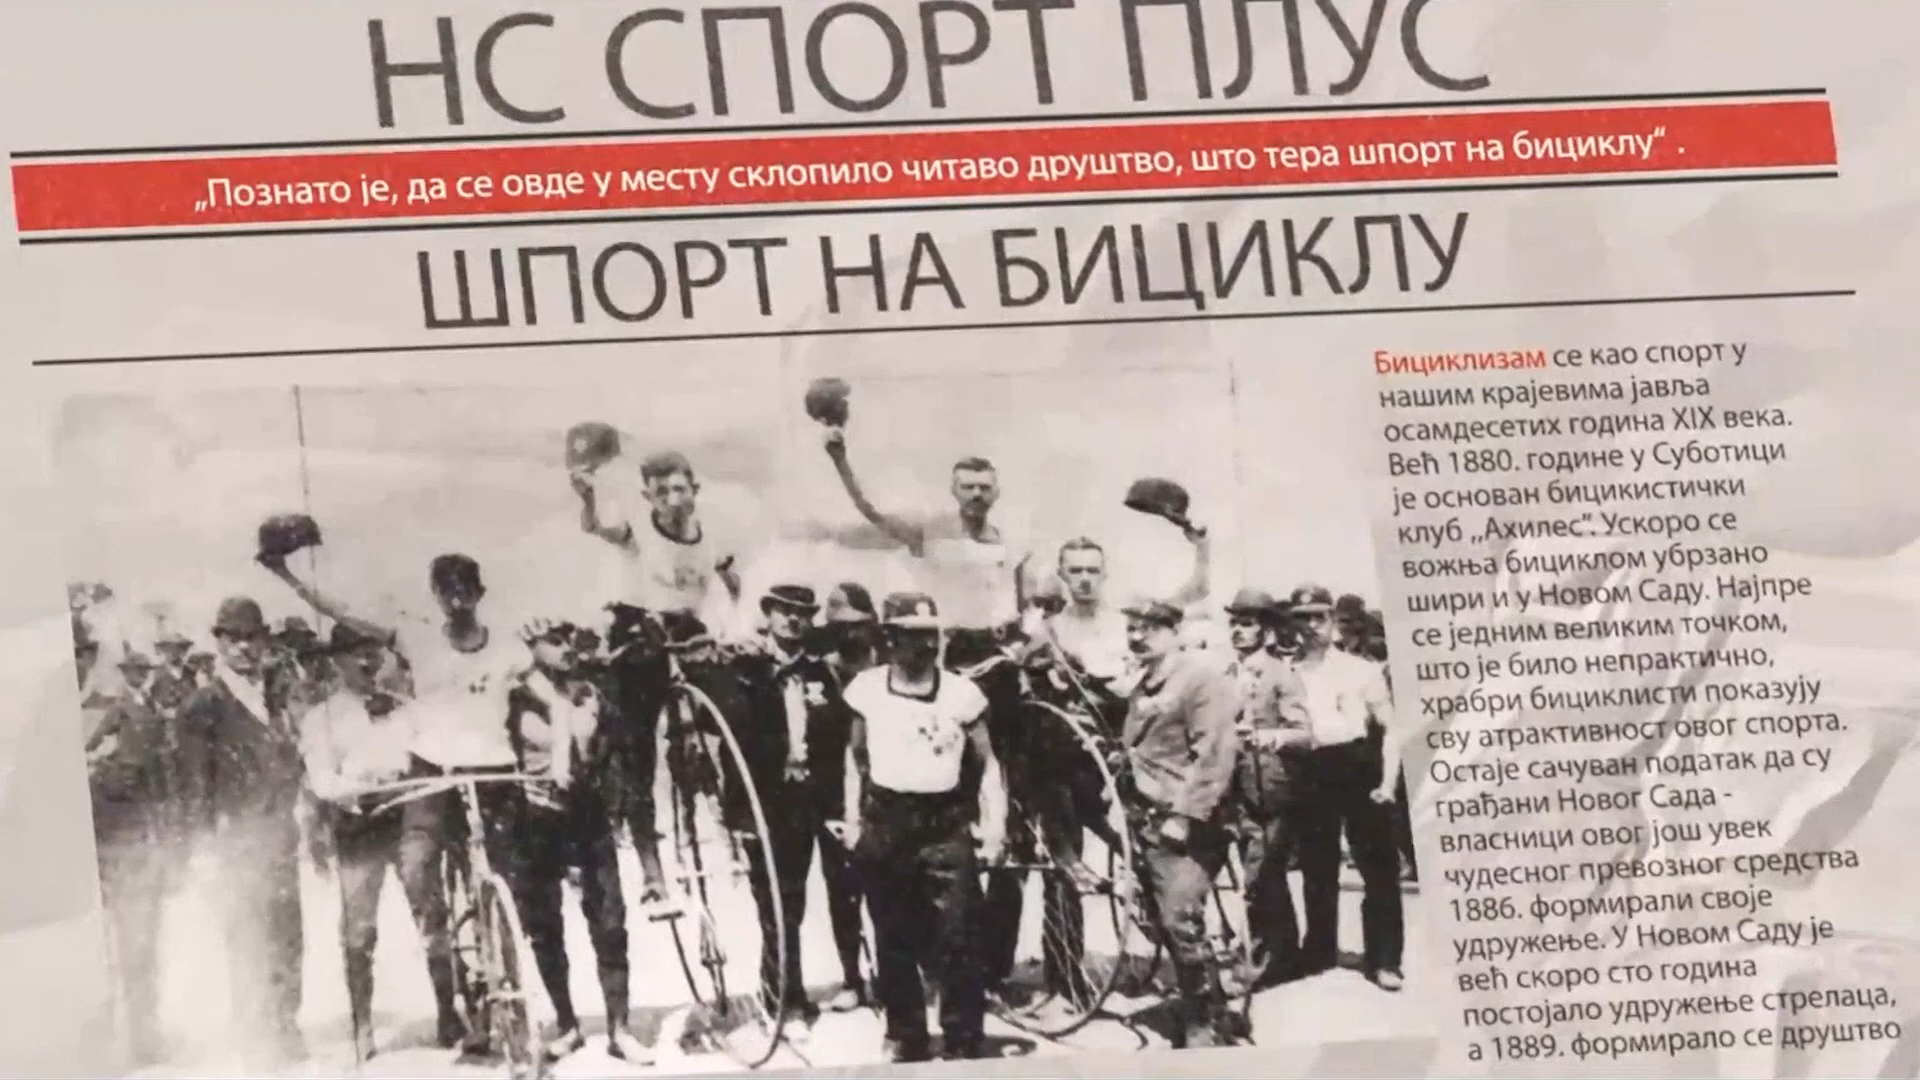 НС СПОРТ ПЛУС
„Познато је, да се овде у месту склопило читаво друштво, што тера шпорт на бициклу“ .
ШПОРТ НА БИЦИКЛУ
Бициклизам се као спорт у
нашим крајевима јавља
осамдесетих година XIX века.
Већ 1880. године у Суботици
је основан бицикистички
клуб „Ахилес“. Ускоро се
вожња бициклом убрзано
шири и у Новом Саду. Најпре
се једним великим точком,
што је било непрактично,
храбри бициклисти показују
сву атрактивност овог спорта.
Остаје сачуван податак да су
грађани Новог Сада -
власници овог још увек
чудесног превозног средства
1886. формирали своје
удружење. У Новом Саду је
већ скоро сто година
постојало удружење стрелаца,
а 1889. формирало се друштво